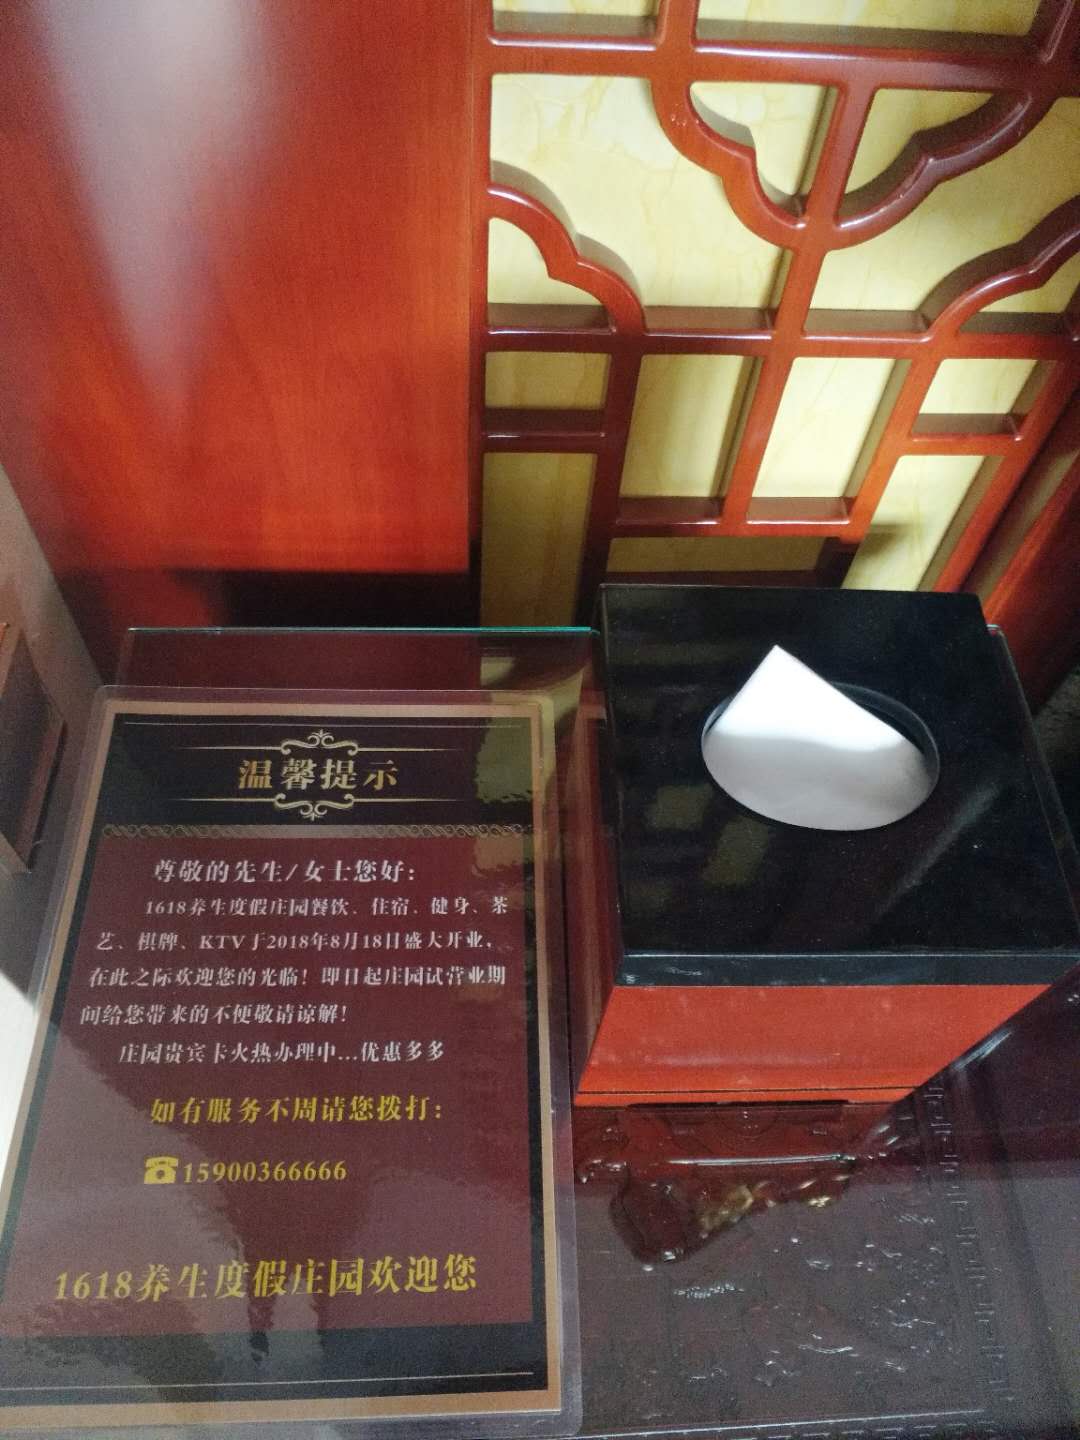 温馨提示
尊敬的先生/女士您好：
1618养生度假庄园餐饮、住宿、健身、茶
艺、棋牌、KTV于2018年8月18日盛大开业，
在此之际欢迎您的光临！即日起庄园试营业期
间给您带来的不便敬请谅解！
庄园贵宾卡火热办理中...优惠多多
如有服务不周请您拨打：
☎15900366666
1618养生度假庄园欢迎您